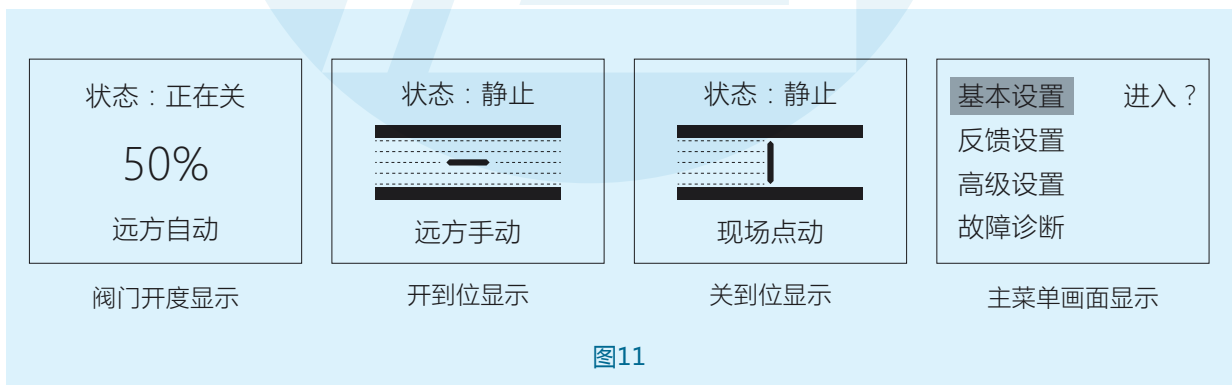 状态：正在关
50%
远方自动
阀门开度显示
状态：静止
远方手动
开到位显示
状态：静止
现场点动
关到位显示
基本设置 进入？
反馈设置
高级设置
故障诊断
主菜单画面显示
图11